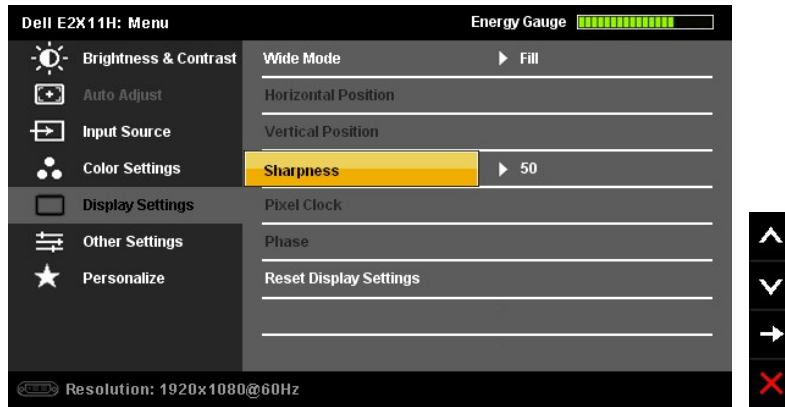 Dell E2X11H: Menu Energy Gauge
Brightness & Contrast Wide Mode Fill
Auto Adjust Horizontal Position
Input Source Vertical Position
Color Settings Sharpness 50
Display Settings Pixel Clock
Other Settings Phase
Personalize Reset Display Settings
Resolution: 1920x1080@60Hz